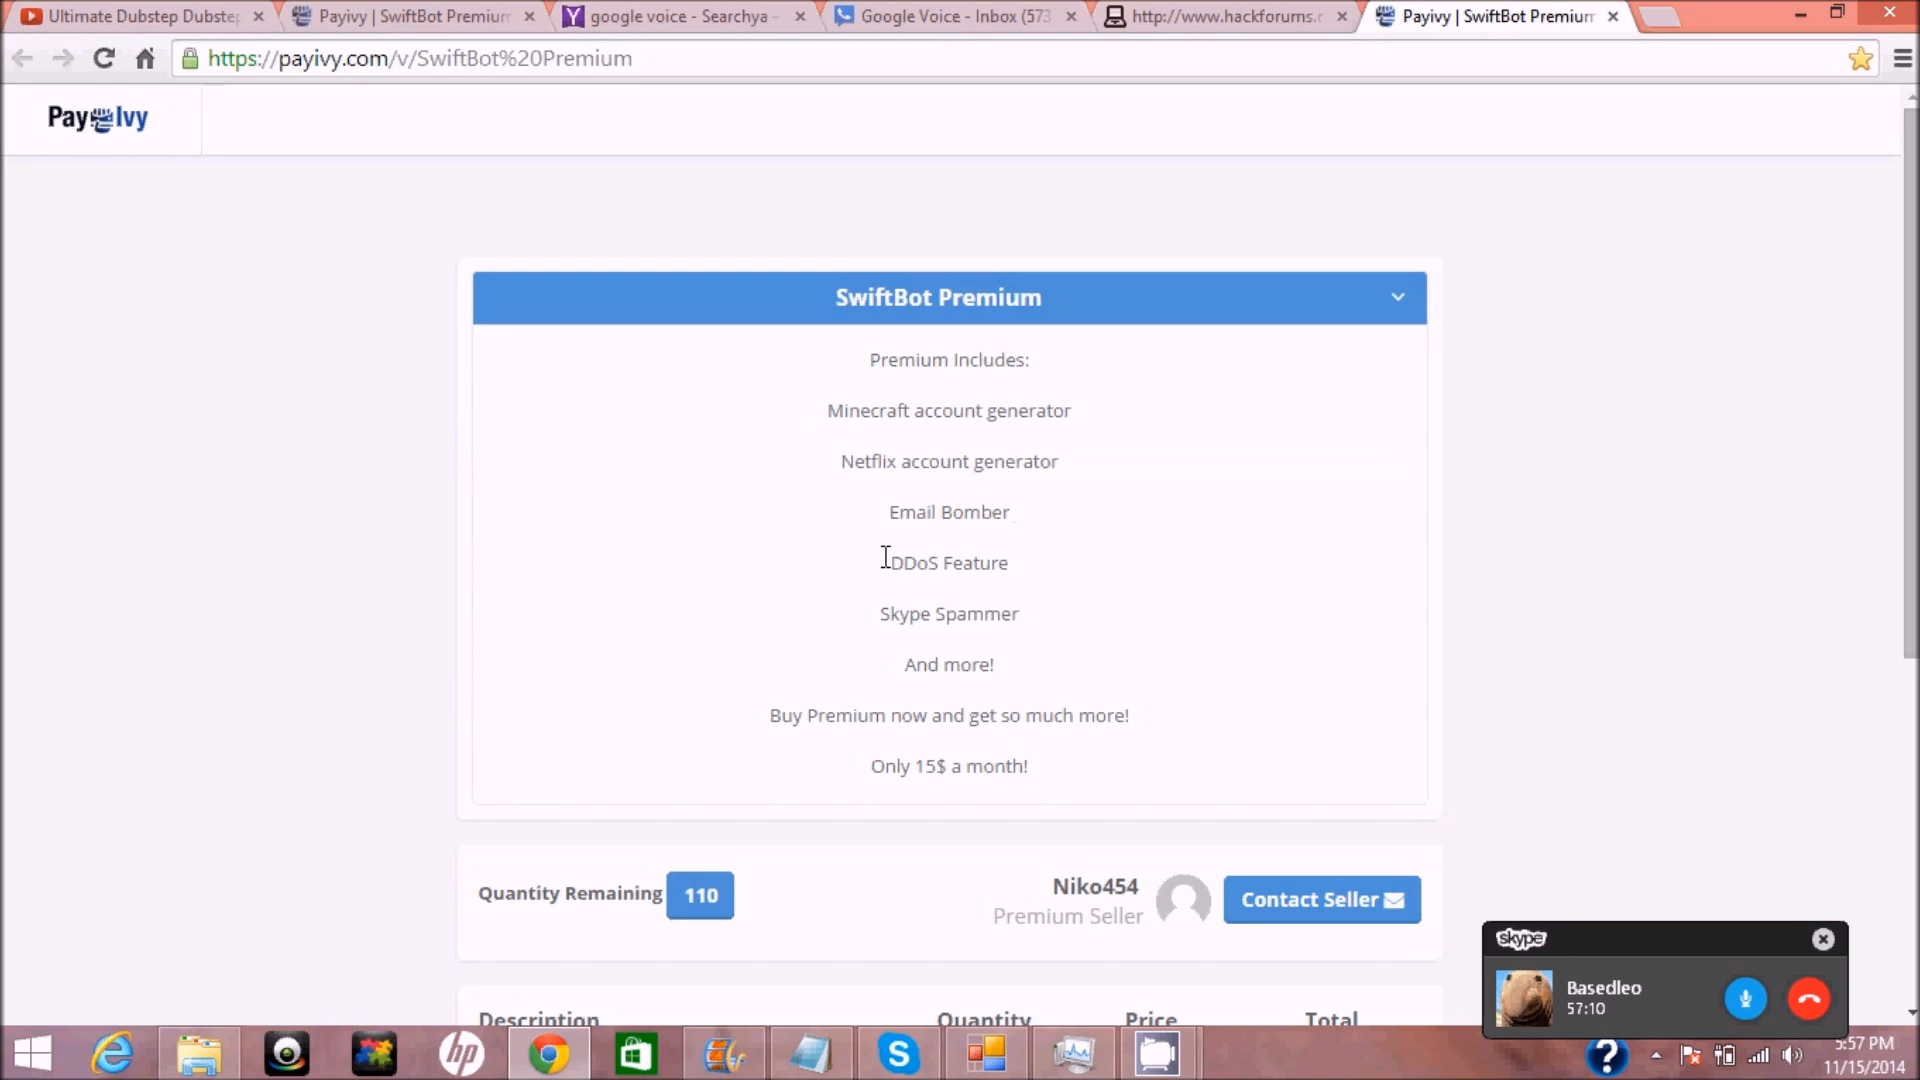 Ultimate Dubstep Dubste
Payivy | SwiftBot Premium
google voice - Searchya -
Google Voice - Inbox (573
http://www.hackforums.r
Payivy | SwiftBot Premium
https://payivy.com/v/SwiftBot%20Premium
Pay Ivy
SwiftBot Premium
Premium Includes:
Minecraft account generator
Netflix account generator
Email Bomber
DDoS Feature
Skype Spammer
And more!
Buy Premium now and get so much more!
Only 15$ a month!
Quantity Remaining 110
Niko454
Premium Seller
Contact Seller
skype
Basedleo
57:10
Description Quantity Price Total
hp
5:57 PM
11/15/2014